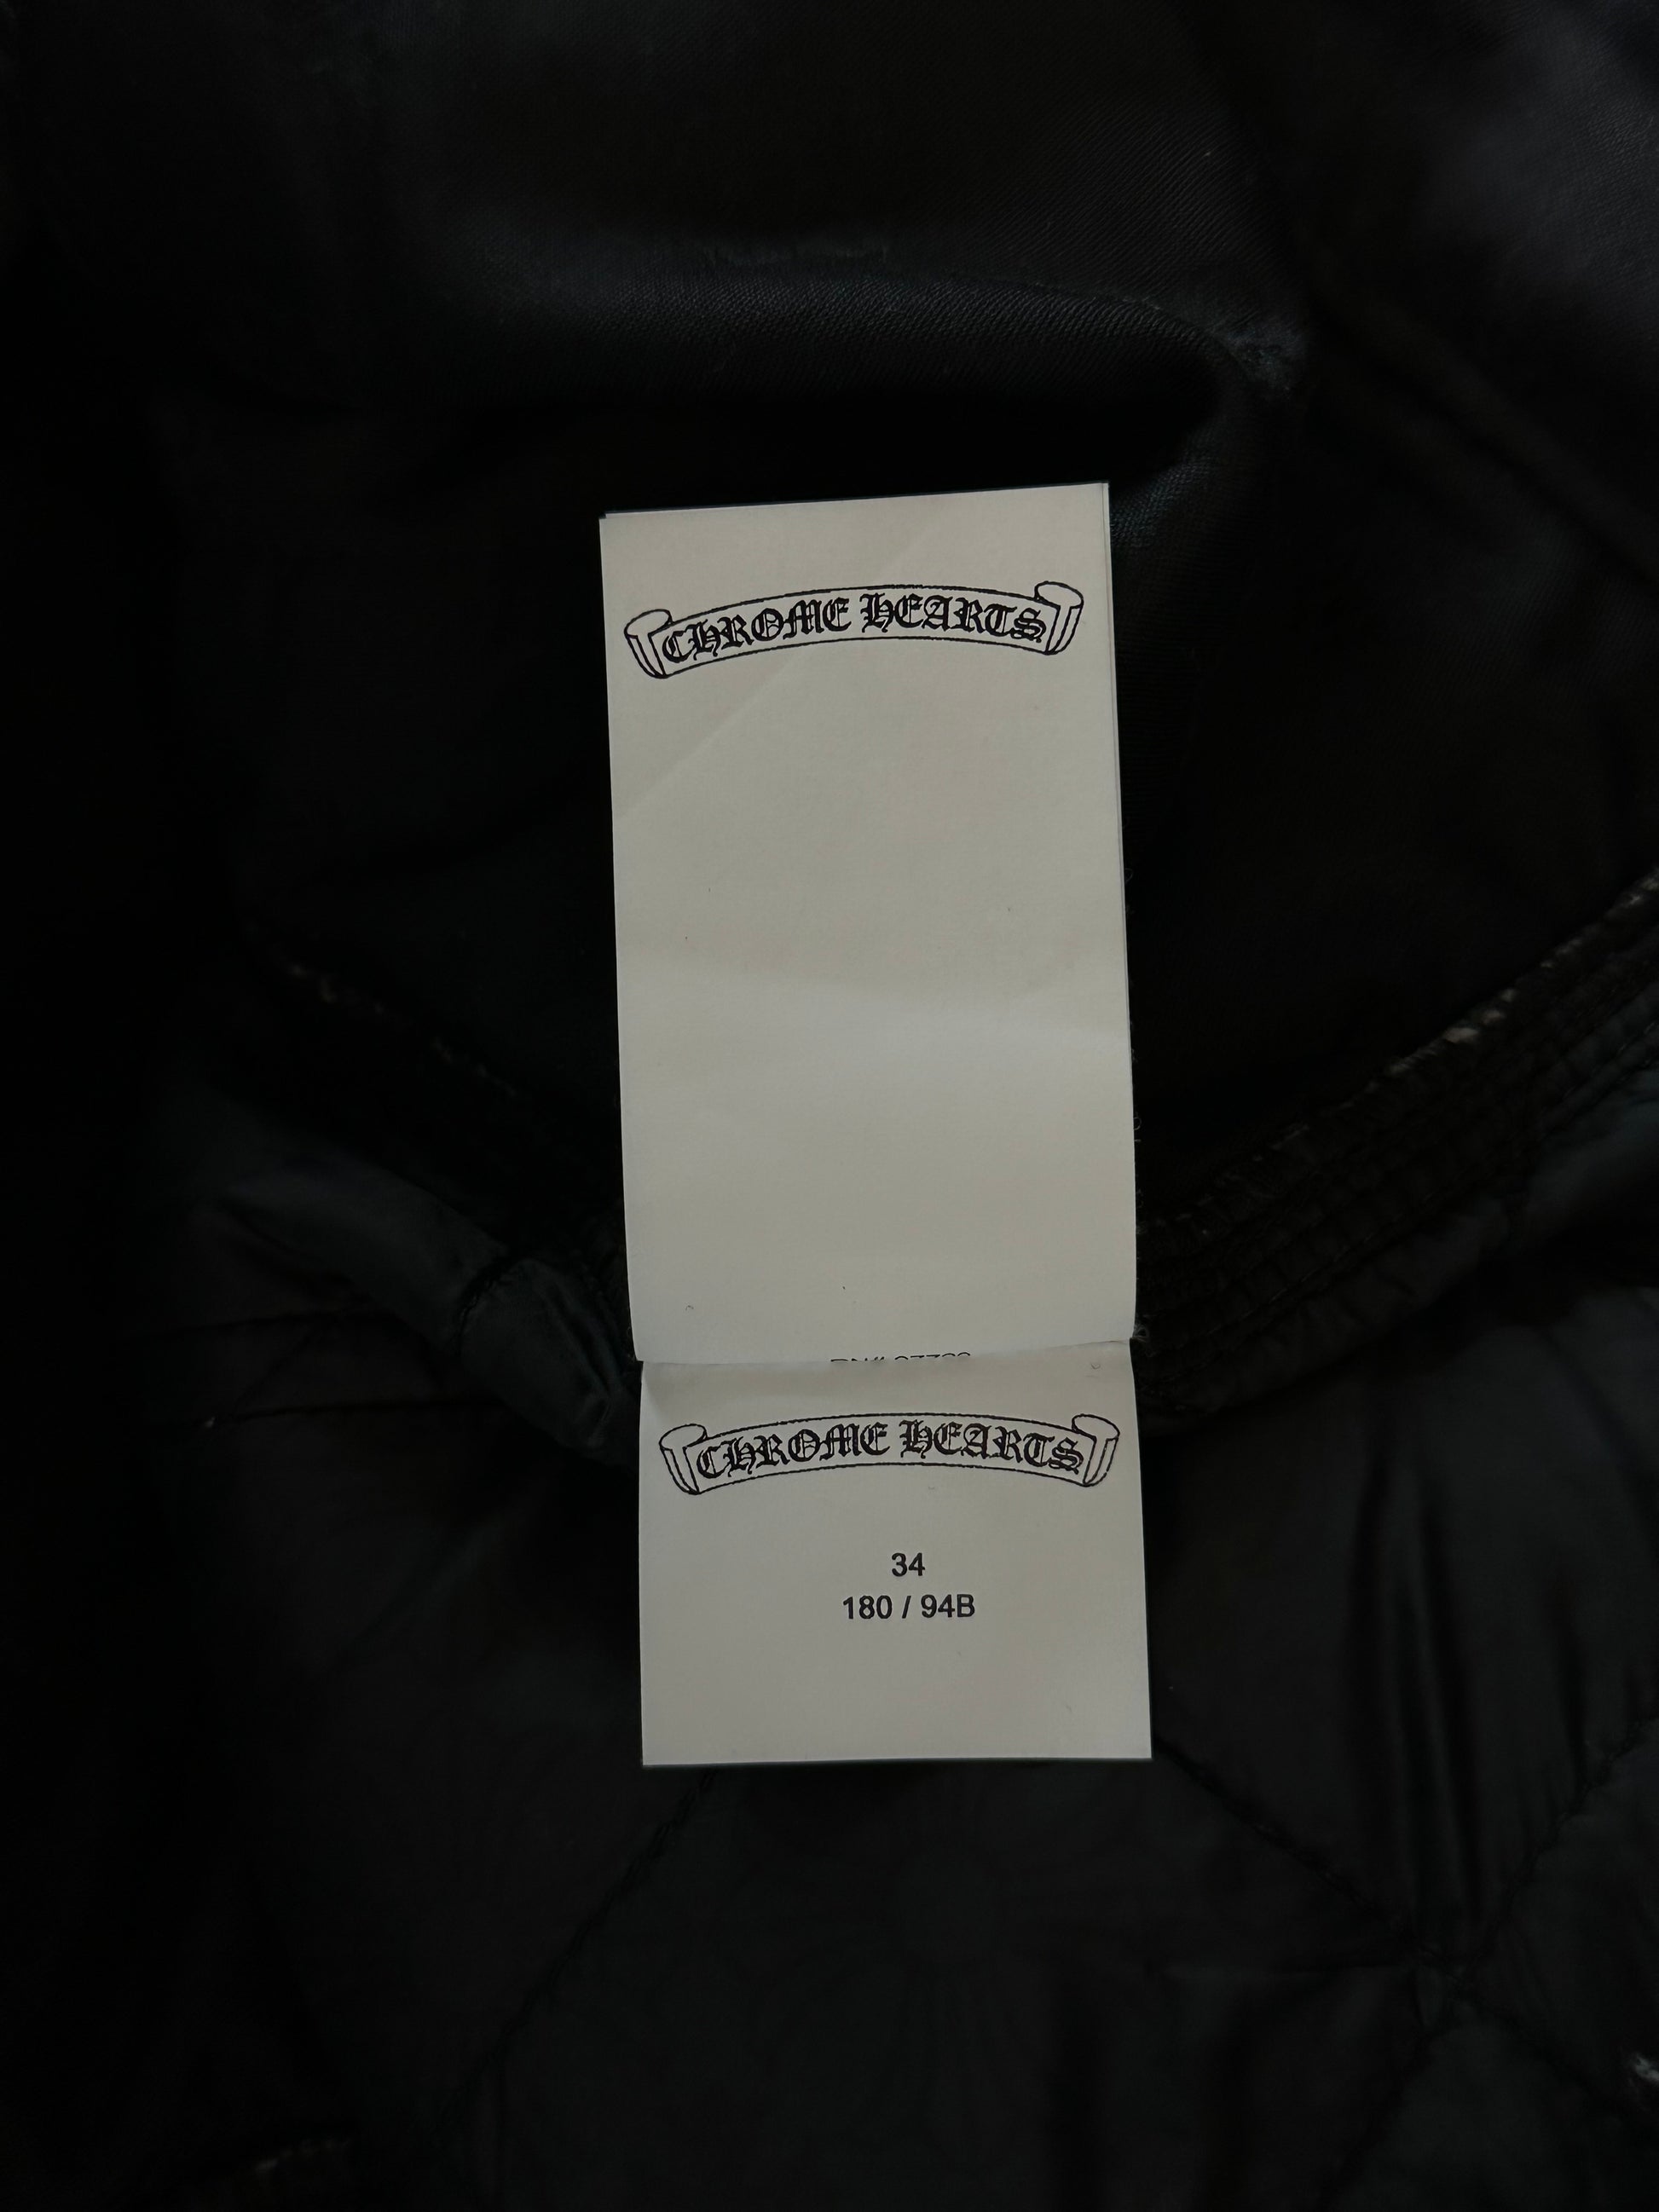 CHROME HEARTS
CHROME HEARTS
34
180 / 94B